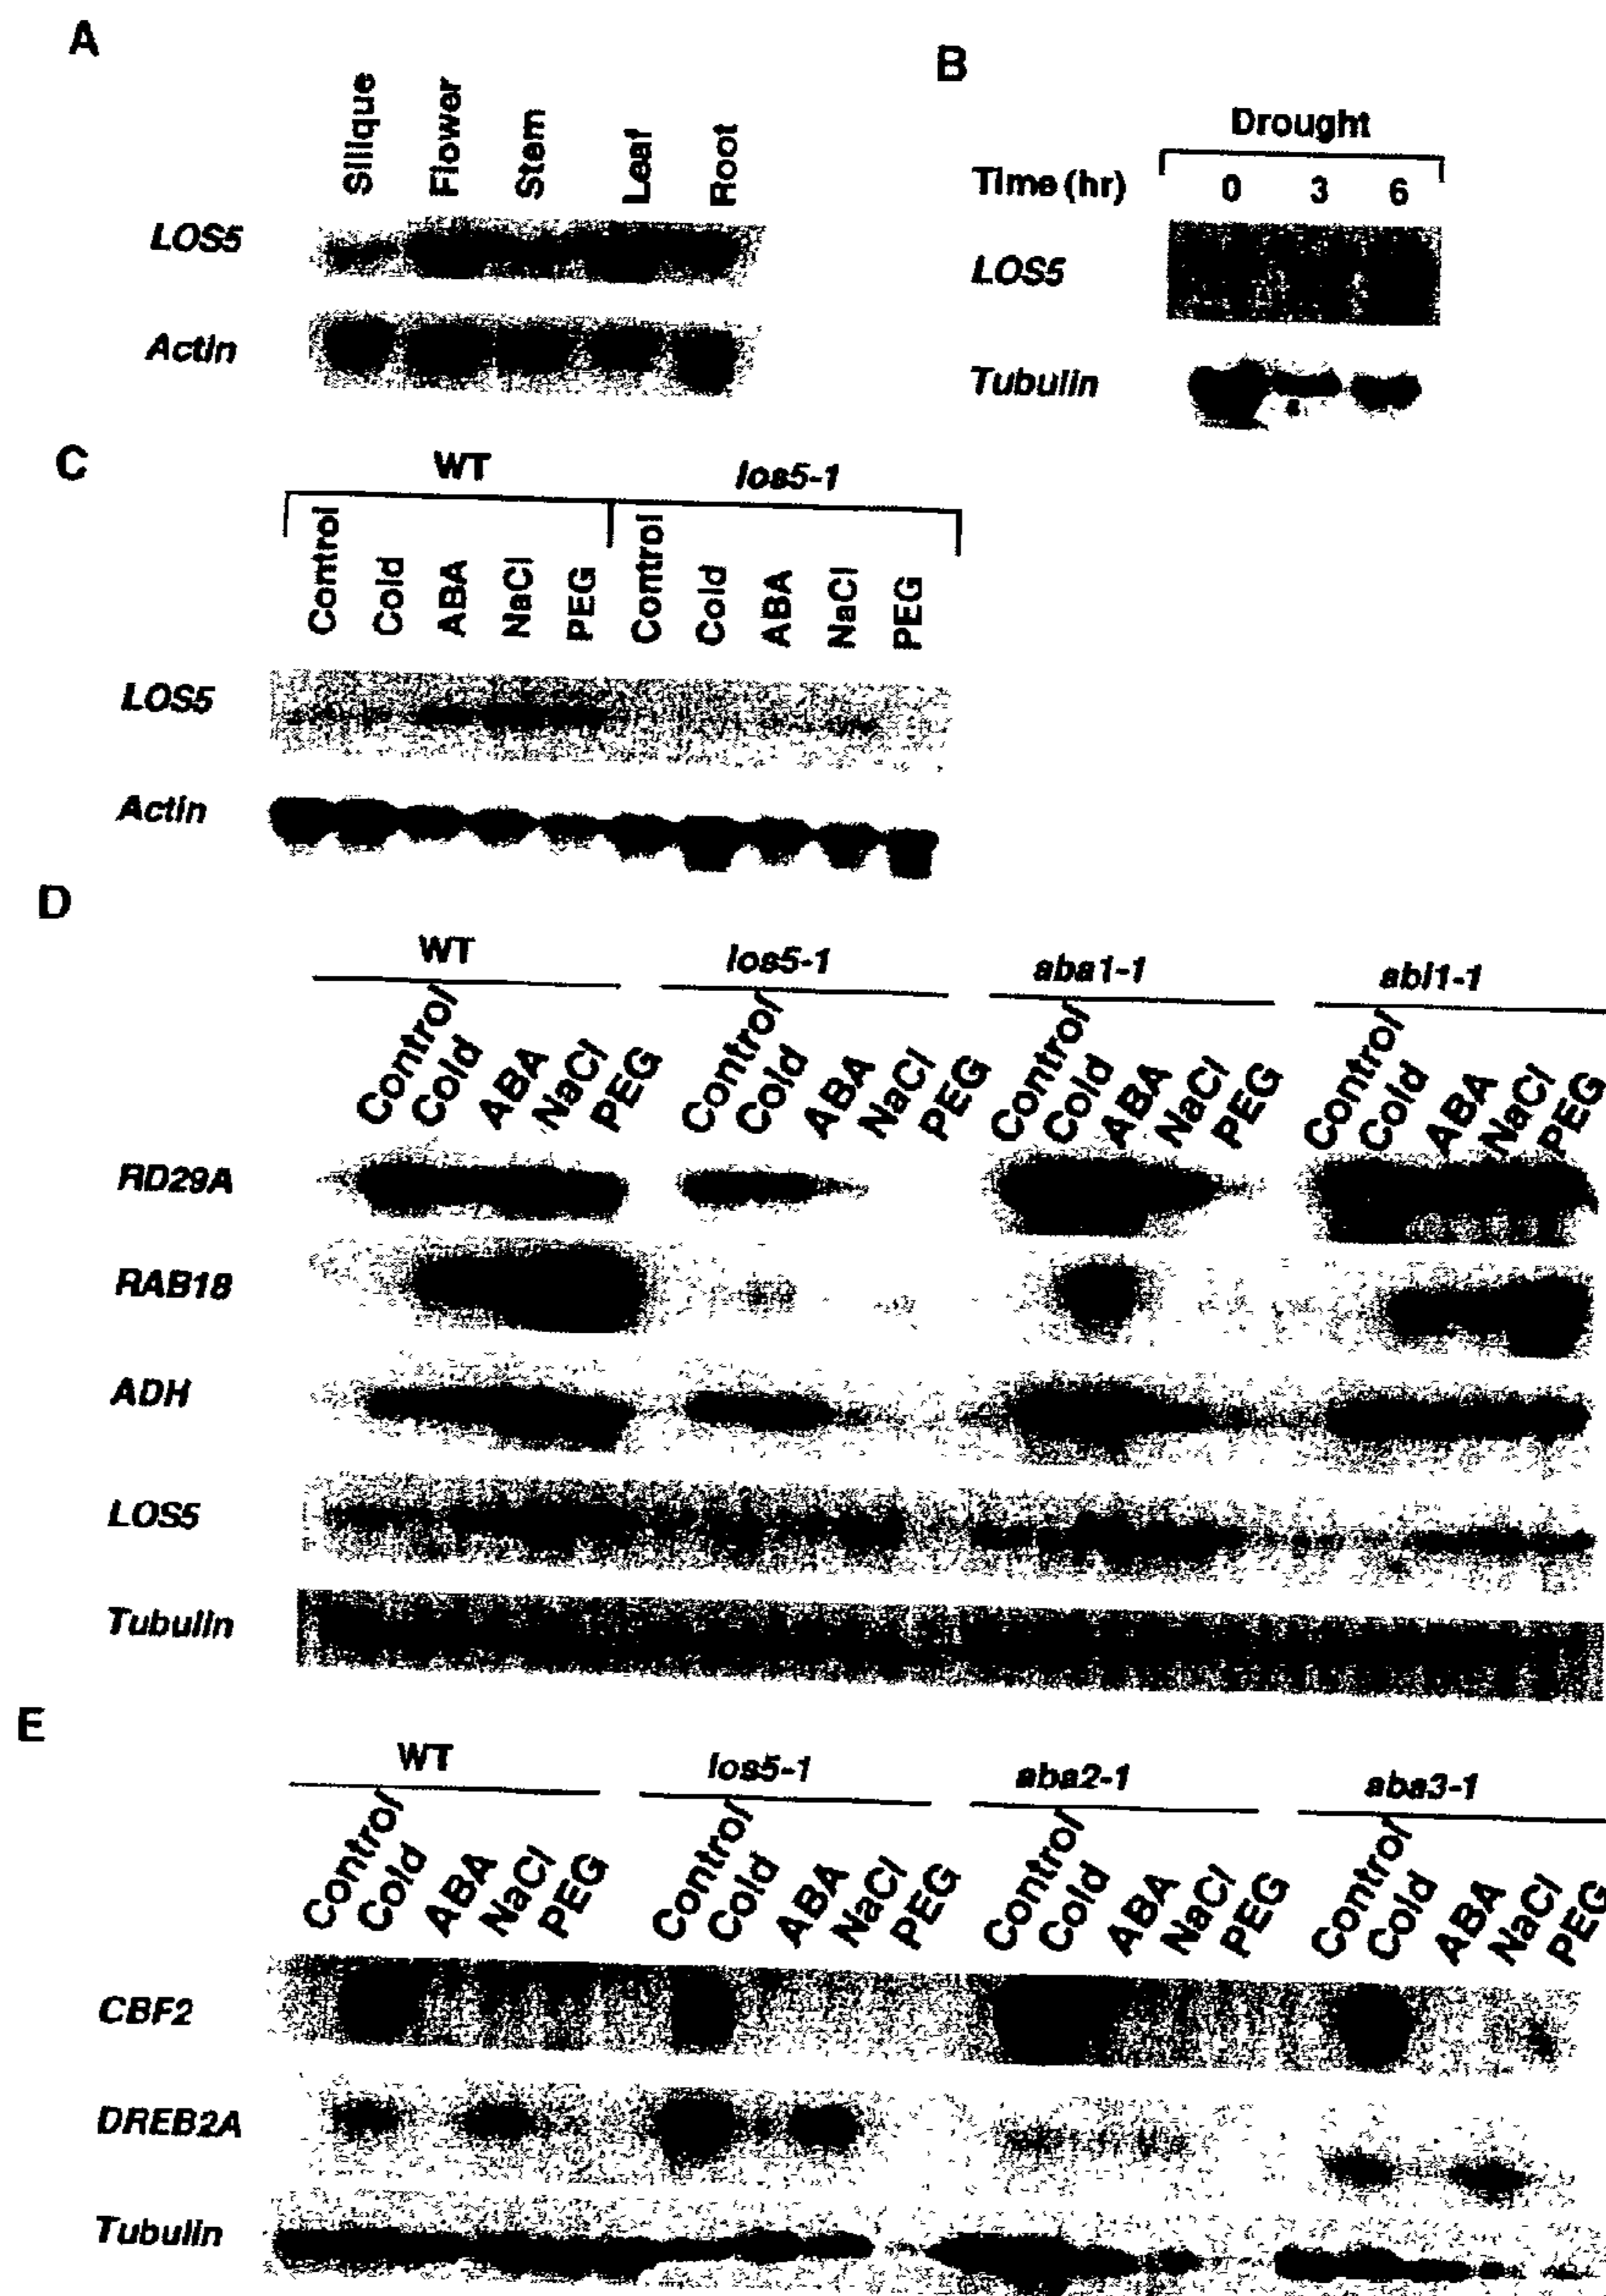 A
Silique Flower Stem Leaf Root
LOS5
Actin
B
Drought
Time (hr) 0 3 6
LOS5
Tubulin
C
WT los5-1
Control Cold ABA NaCl PEG Control Cold ABA NaCl PEG
LOS5
Actin
D
WT los5-1 aba1-1 abi1-1
Control Cold ABA NaCl PEG Control Cold ABA NaCl PEG Control Cold ABA NaCl PEG Control Cold ABA NaCl PEG
RD29A
RAB18
ADH
LOS5
Tubulin
E
WT los5-1 aba2-1 aba3-1
Control Cold ABA NaCl PEG Control Cold ABA NaCl PEG Control Cold ABA NaCl PEG Control Cold ABA NaCl PEG
CBF2
DREB2A
Tubulin